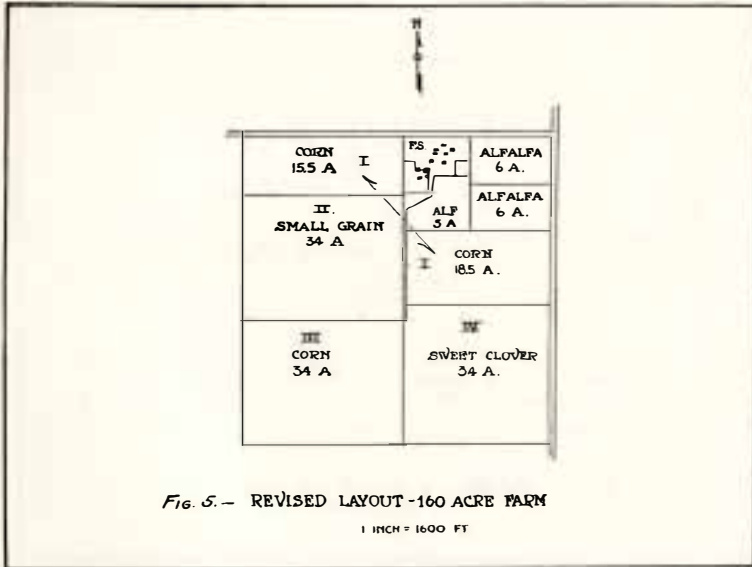 N
CORN
15.5 A
I
F.S.
ALFALFA
6 A.
ALFALFA
6 A.
ALF
5 A
II.
SMALL GRAIN
34 A
CORN
18.5 A.
I
III
CORN
34 A
IV
SWEET CLOVER
34 A.
FIG. 5.— REVISED LAYOUT -160 ACRE FARM
1 INCH = 1600 FT